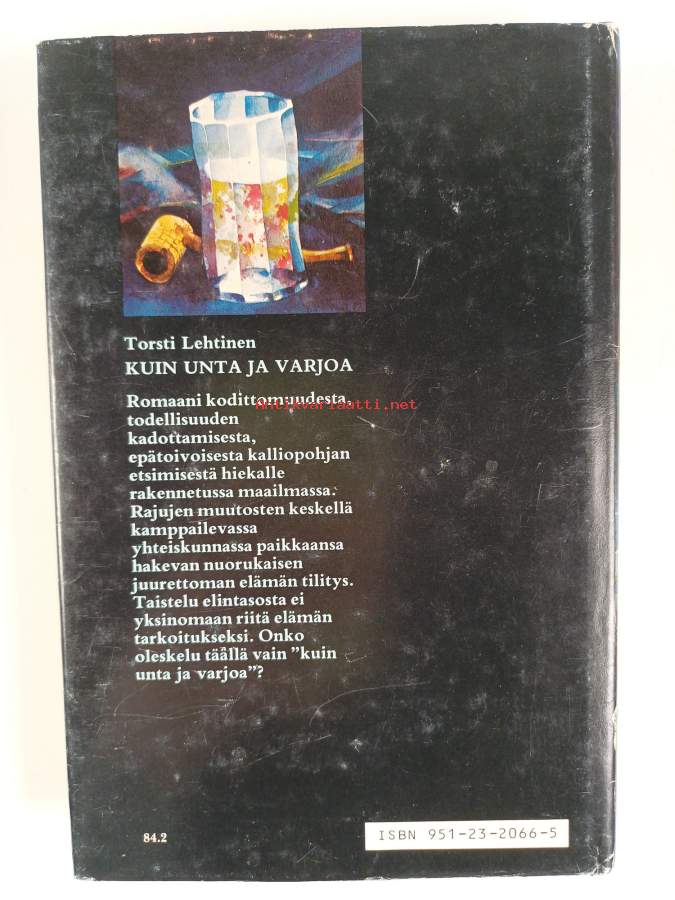 Torsti Lehtinen
KUIN UNTA JA VARJOA
Romaani kodittomuudesta,
Antikvariaatti.net
todellisuuden
kadottamisesta,
epätoivoisesta kalliopohjan
etsimisestä hiekalle
rakennetussa maailmassa.
Rajujen muutosten keskellä
kamppailevassa
yhteiskunnassa paikkaansa
hakevan nuorukaisen
juurettoman elämän tilitys.
Taistelu elintasosta ei
yksinomaan riitä elämän
tarkoitukseksi. Onko
oleskelu täällä vain ”kuin
unta ja varjoa”?
84.2
ISBN 951-23-2066-5